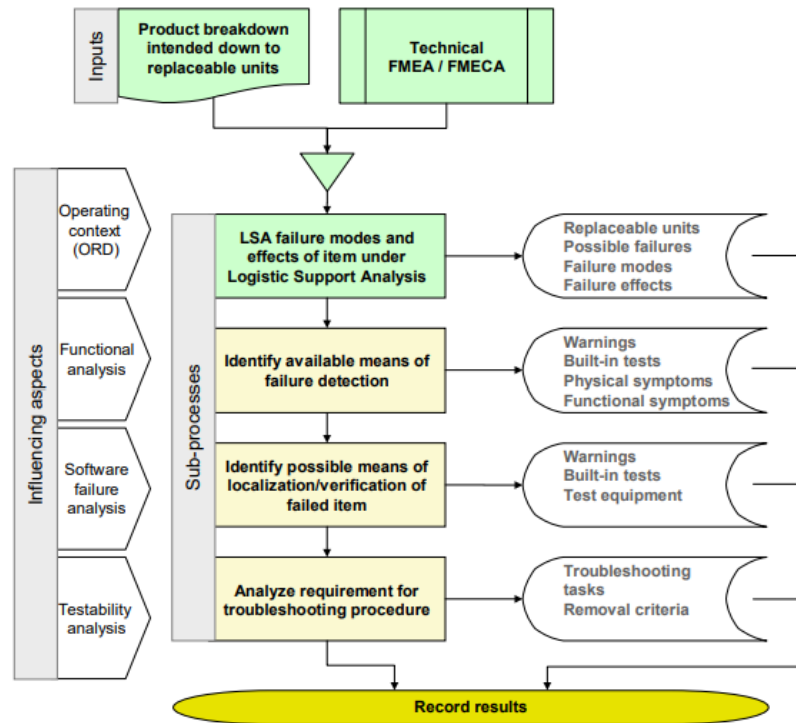 Inputs
Product breakdown
intended down to
replaceable units
Technical
FMEA / FMECA
Influencing aspects
Operating
context
(ORD)
Functional
analysis
Software
failure
analysis
Testability
analysis
Sub-processes
LSA failure modes and
effects of item under
Logistic Support Analysis
Replaceable units
Possible failures
Failure modes
Failure effects
Identify available means of
failure detection
Warnings
Built-in tests
Physical symptoms
Functional symptoms
Identify possible means of
localization/verification of
failed item
Warnings
Built-in tests
Test equipment
Analyze requirement for
troubleshooting procedure
Troubleshooting
tasks
Removal criteria
Record results